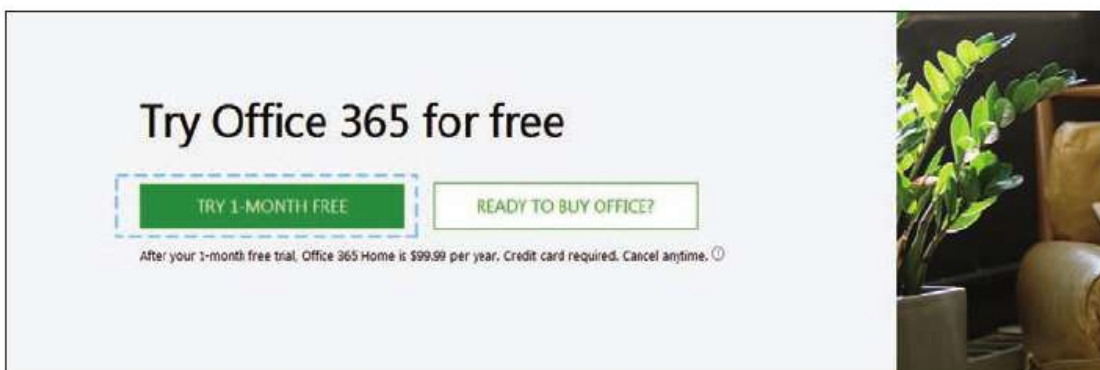 Try Office 365 for free
TRY 1-MONTH FREE
READY TO BUY OFFICE?
After your 1-month free trial, Office 365 Home is $99.99 per year. Credit card required. Cancel anytime.